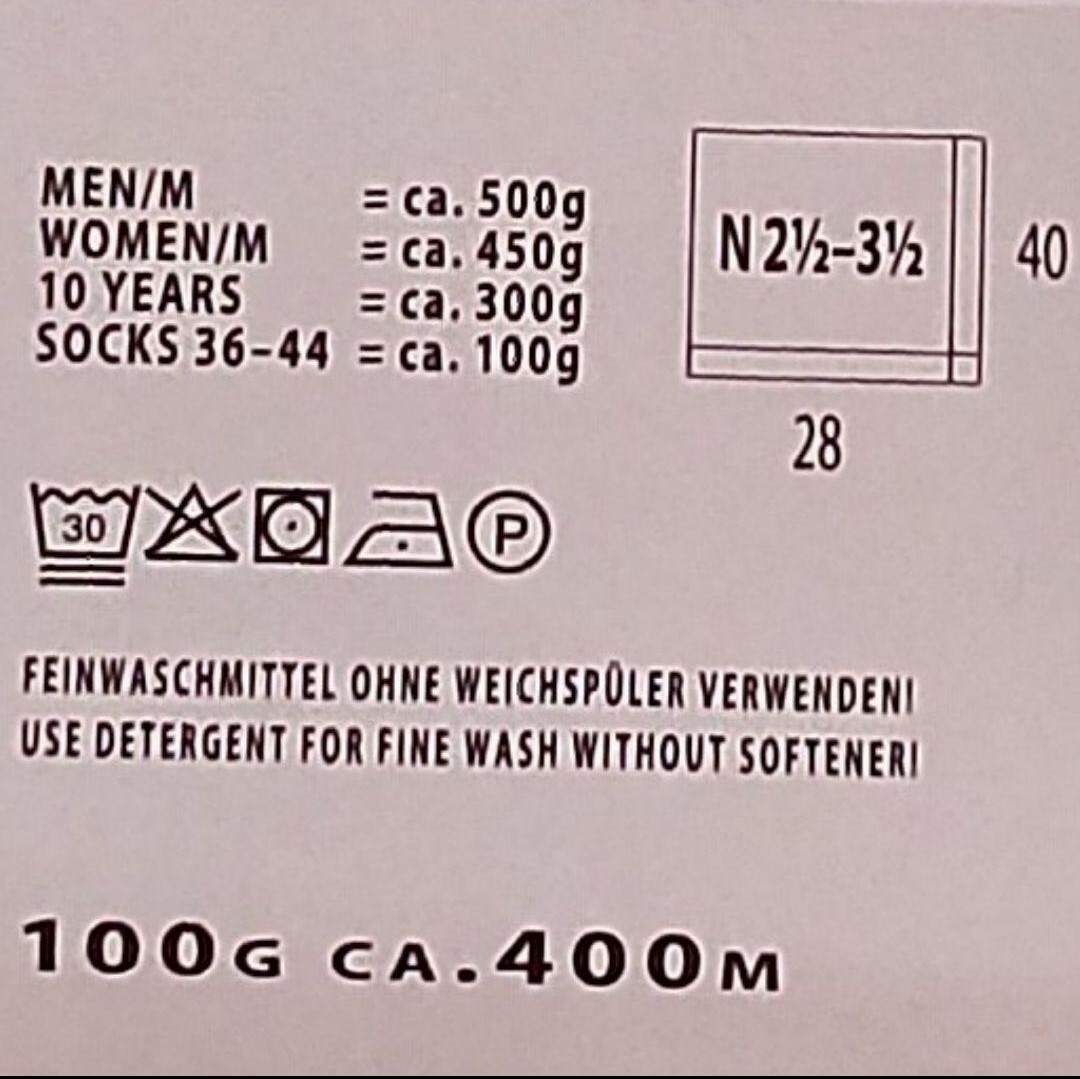 MEN/M = ca. 500g
WOMEN/M = ca. 450g
10 YEARS = ca. 300g
SOCKS 36-44 = ca. 100g
N 2½-3½
40
28
30
P
FEINWASCHMITTEL OHNE WEICHSPÜLER VERWENDEN!
USE DETERGENT FOR FINE WASH WITHOUT SOFTENER!
100G CA.400M